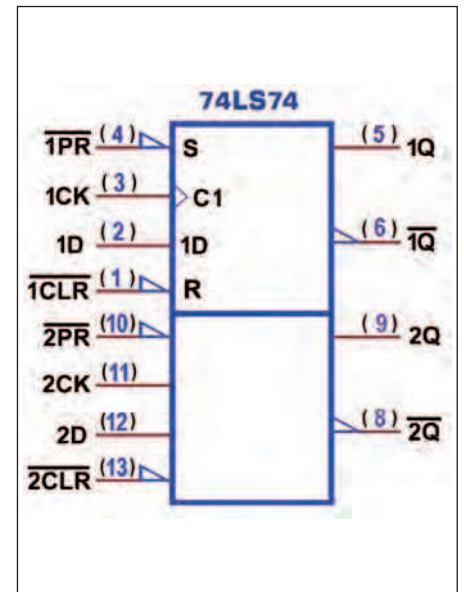 74LS74
1PR (4) S (5) 1Q
1CK (3) C1
1D (2) 1D (6) 1Q
1CLR (1) R
2PR (10) (9) 2Q
2CK (11)
2D (12) (8) 2Q
2CLR (13)